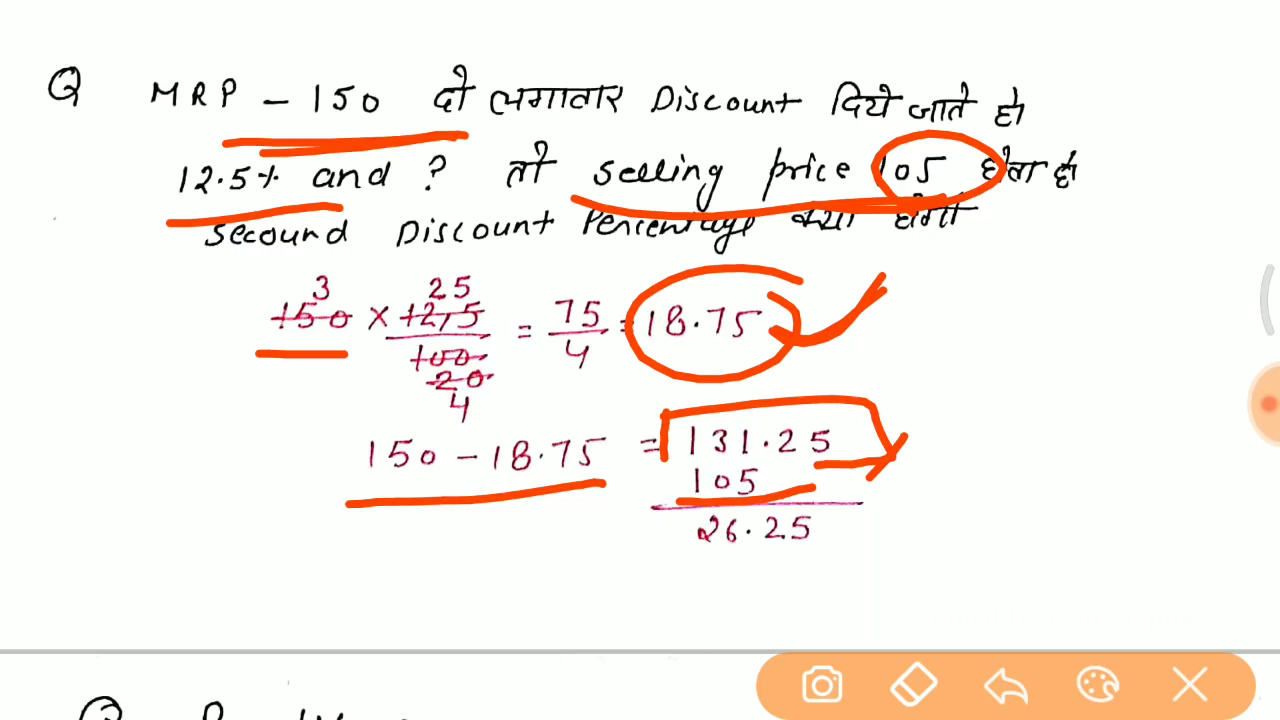 Q MRP - 150 दो लगातार Discount दिये जाते हो
12.5% and ? तो selling price 105 होता हो
secound Discount Percentage क्या होगा
3 25
150 × 12.5 = 75 = 18.75
100 4
20
4
150 - 18.75 = 131.25
105
26.25